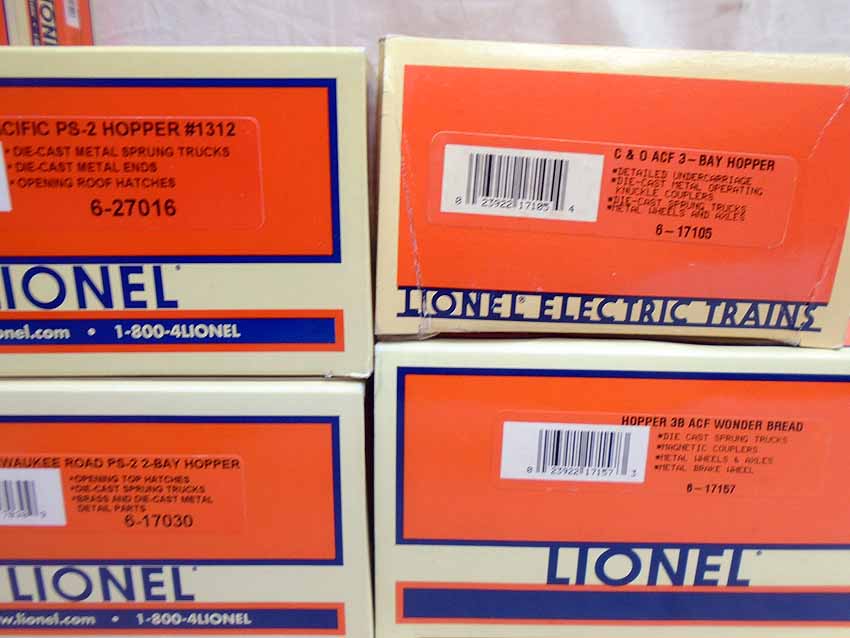 LIONEL
CIFIC PS-2 HOPPER #1312
• DIE-CAST METAL SPRUNG TRUCKS
• DIE-CAST METAL ENDS
• OPENING ROOF HATCHES
6-27016
LIONEL
onel.com • 1-800-4LIONEL
C & O ACF 3-BAY HOPPER
*DETAILED UNDERCARRIAGE
*DIE-CAST METAL OPERATING
KNUCKLE COUPLERS
*DIE-CAST SPRUNG TRUCKS
*METAL WHEELS AND AXLES
6-17105
0 23922 17105 4
LIONEL® ELECTRIC TRAINS
WAUKEE ROAD PS-2 2-BAY HOPPER
•OPENING TOP HATCHES
•DIE-CAST SPRUNG TRUCKS
•BRASS AND DIE-CAST METAL
DETAIL PARTS
6-17030
LIONEL
w.lionel.com • 1-800-4LIONEL
HOPPER 3B ACF WONDER BREAD
*DIE CAST SPRUNG TRUCKS
*MAGNETIC COUPLERS
*METAL WHEELS & AXLES
*METAL BRAKE WHEEL
6-17157
0 23922 17157 3
LIONEL